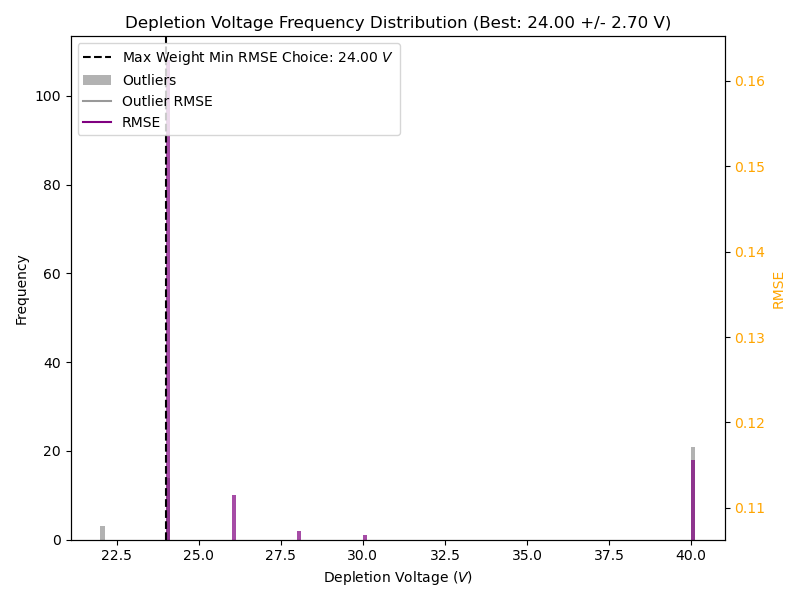 Depletion Voltage Frequency Distribution (Best: 24.00 +/- 2.70 V)
Max Weight Min RMSE Choice: 24.00 V
Outliers
Outlier RMSE
RMSE
Frequency
0
20
40
60
80
100
22.5 25.0 27.5 30.0 32.5 35.0 37.5 40.0
Depletion Voltage (V)
0.16
0.15
0.14
0.13
0.12
0.11
RMSE